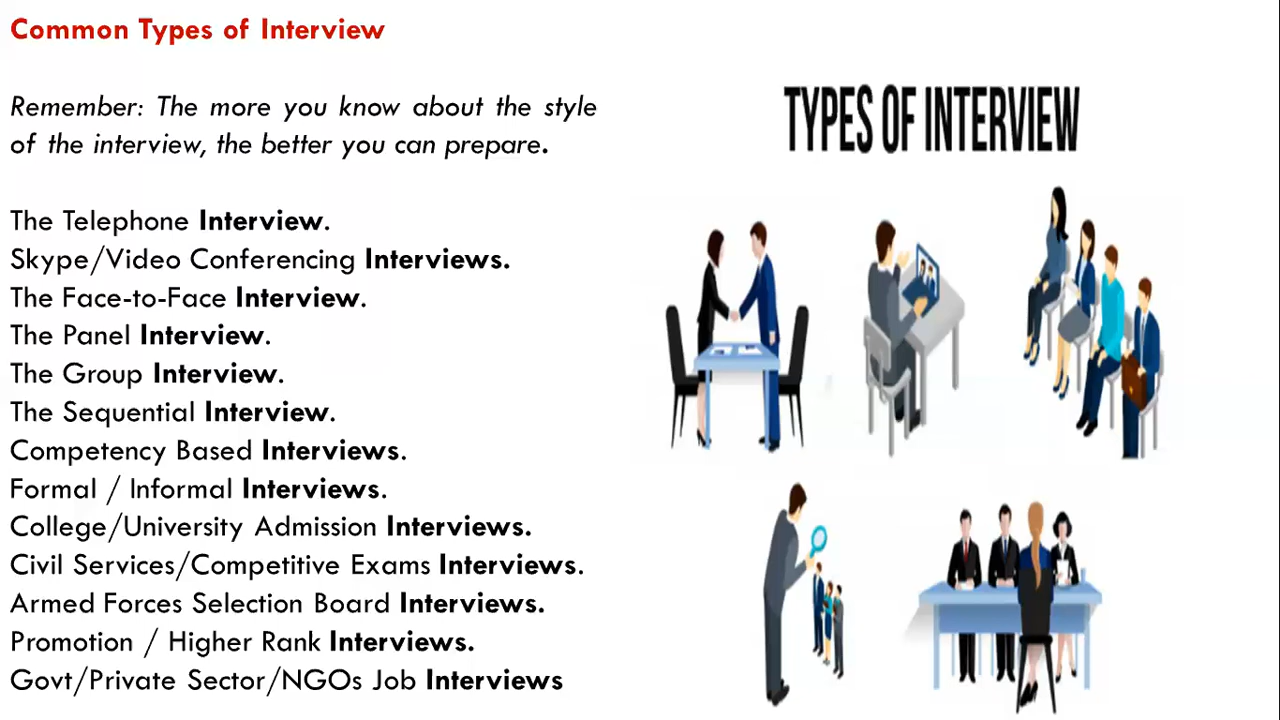 Common Types of Interview
Remember: The more you know about the style
of the interview, the better you can prepare.
The Telephone Interview.
Skype/Video Conferencing Interviews.
The Face-to-Face Interview.
The Panel Interview.
The Group Interview.
The Sequential Interview.
Competency Based Interviews.
Formal / Informal Interviews.
College/University Admission Interviews.
Civil Services/Competitive Exams Interviews.
Armed Forces Selection Board Interviews.
Promotion / Higher Rank Interviews.
Govt/Private Sector/NGOs Job Interviews
TYPES OF INTERVIEW